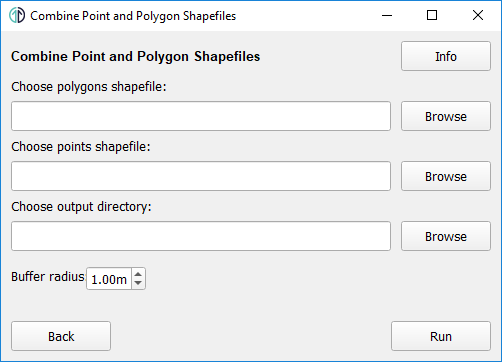 Combine Point and Polygon Shapefiles
Combine Point and Polygon Shapefiles Info
Choose polygons shapefile:
Browse
Choose points shapefile:
Browse
Choose output directory:
Browse
Buffer radius 1.00m
Back Run